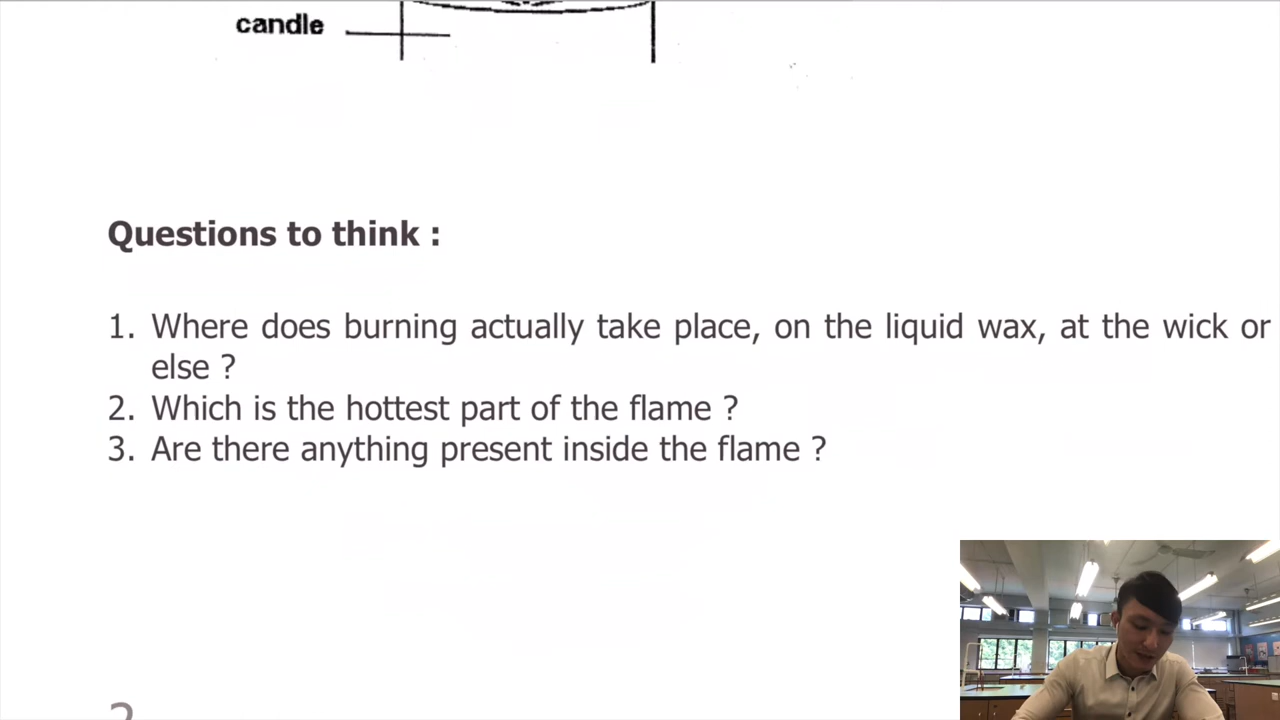 candle
Questions to think :
1. Where does burning actually take place, on the liquid wax, at the wick or
else ?
2. Which is the hottest part of the flame ?
3. Are there anything present inside the flame ?